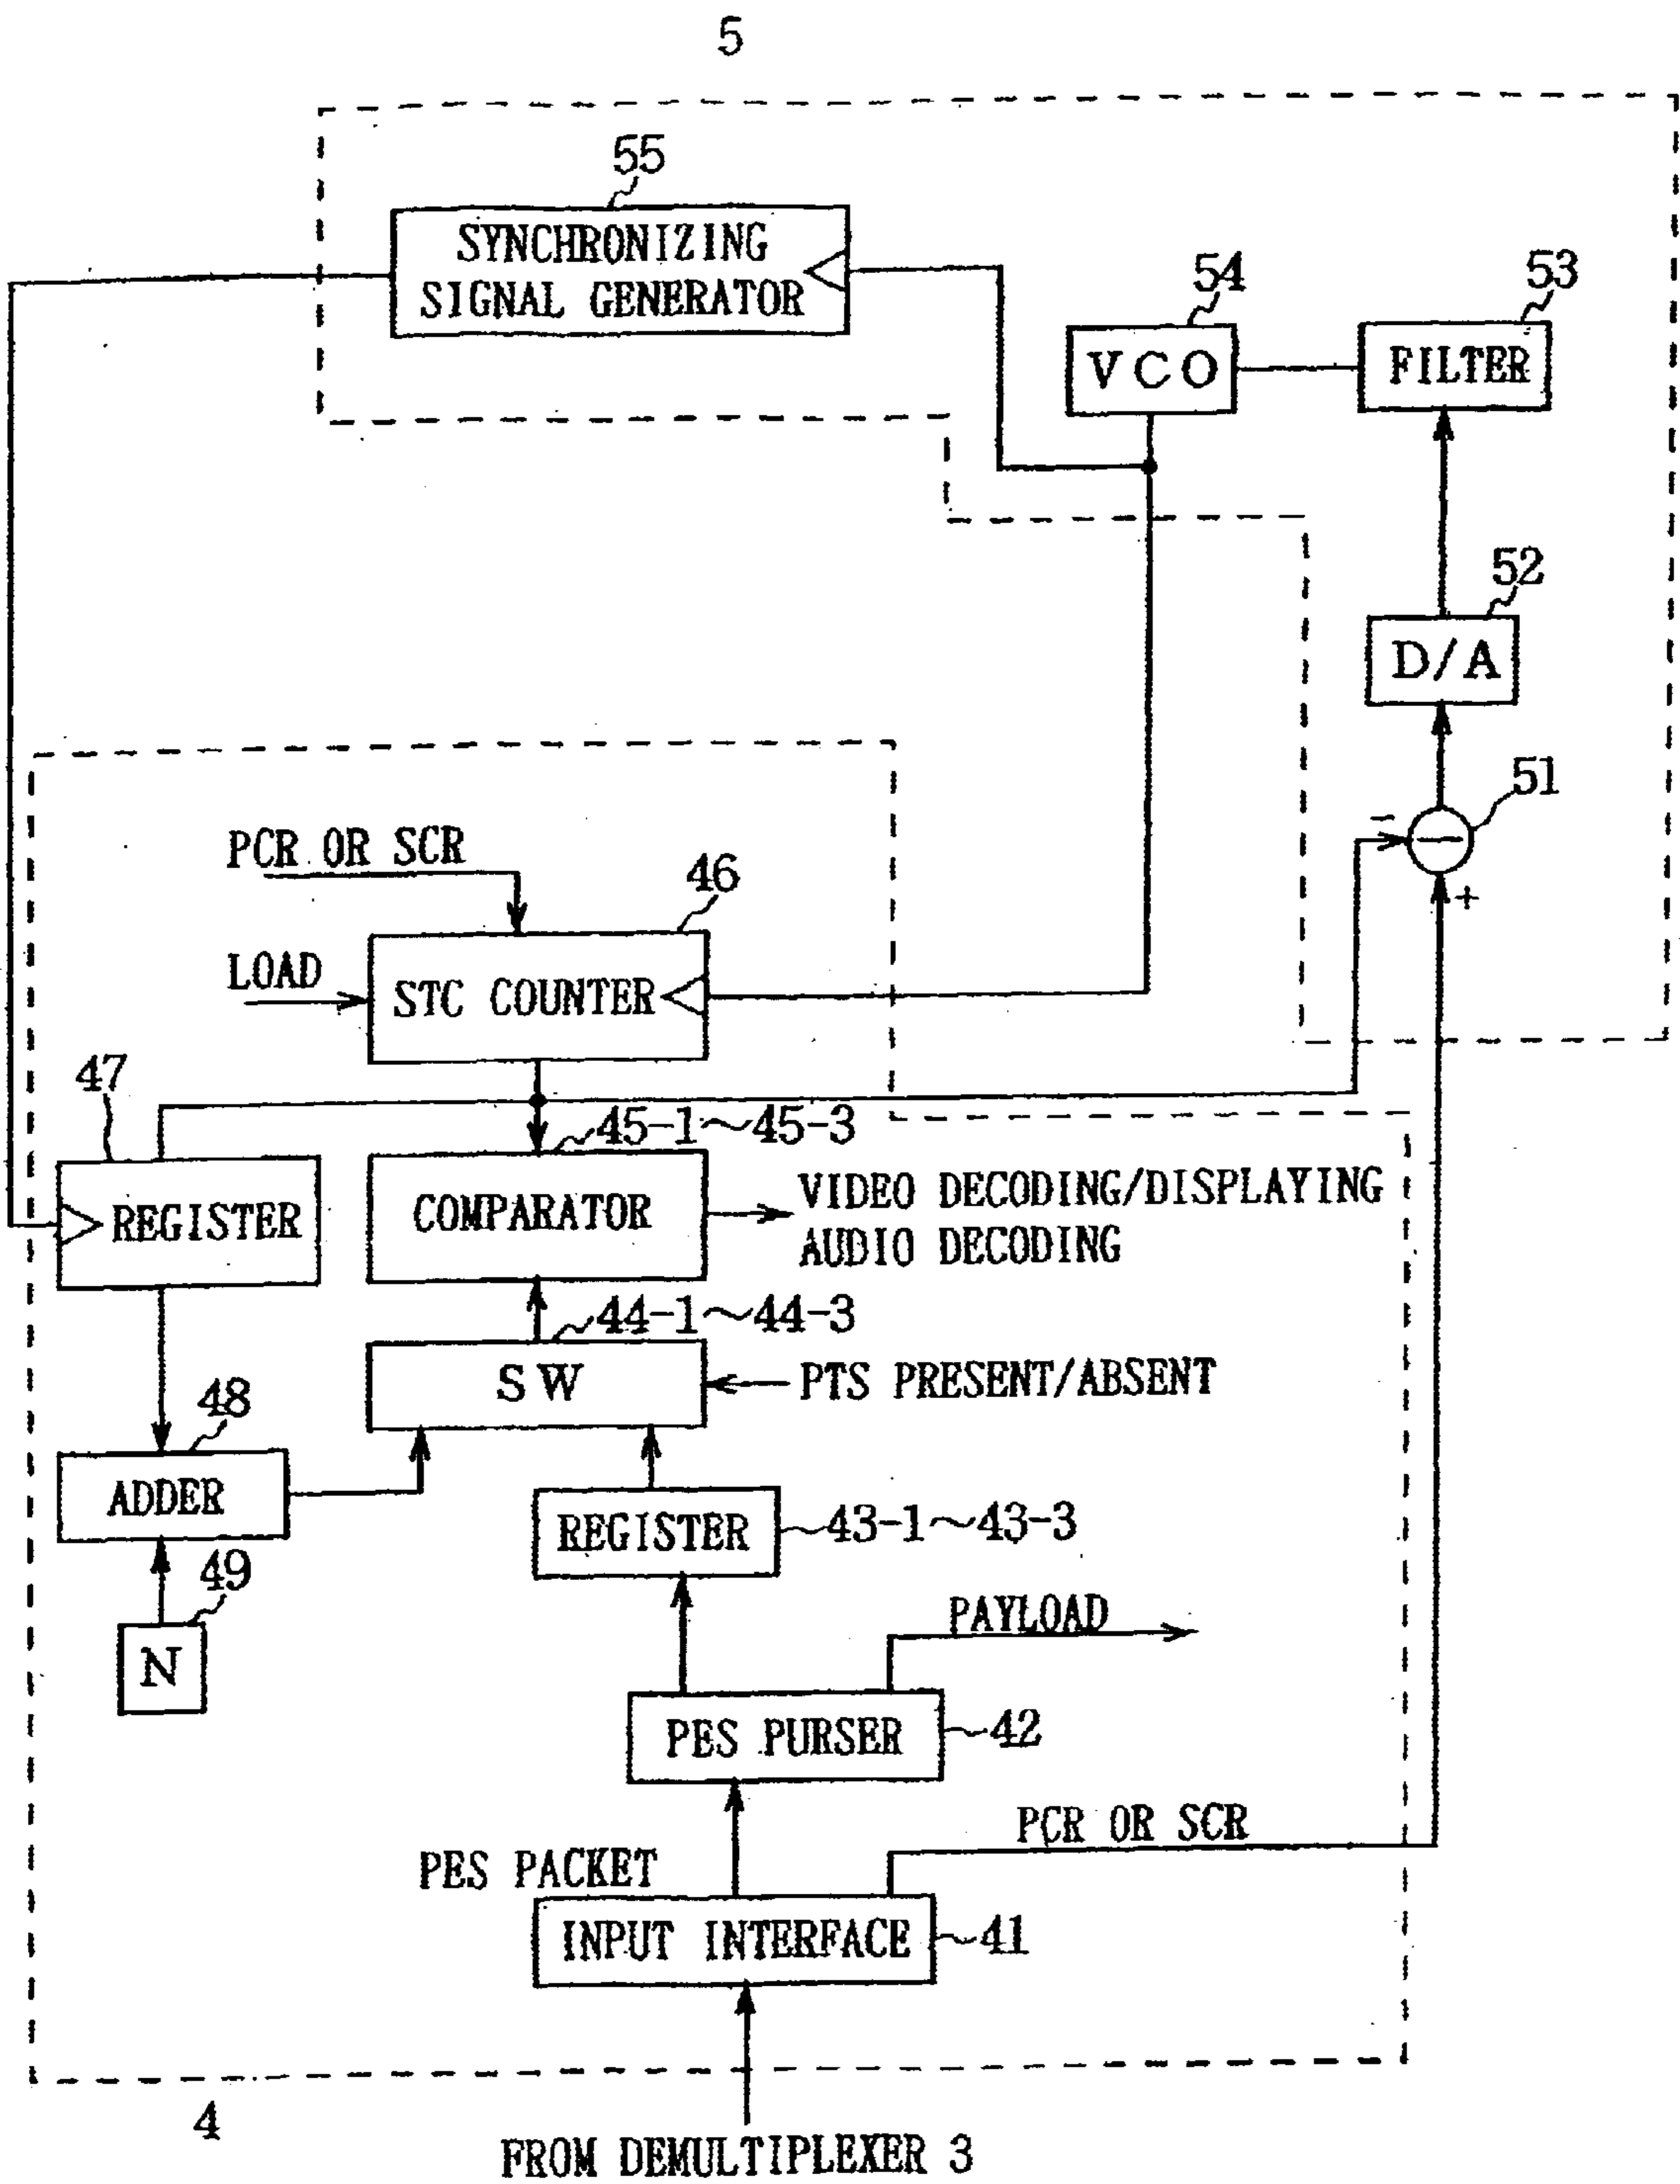 5
55
SYNCHRONIZING
SIGNAL GENERATOR
54
VCO
53
FILTER
52
D/A
51
-
+
PCR OR SCR
46
LOAD
STC COUNTER
47
REGISTER
45-1~45-3
COMPARATOR
VIDEO DECODING/DISPLAYING
AUDIO DECODING
44-1~44-3
SW
PTS PRESENT/ABSENT
48
ADDER
REGISTER
43-1~43-3
49
N
PAYLOAD
PES PURSER
42
PCR OR SCR
PES PACKET
INPUT INTERFACE
41
4
FROM DEMULTIPLEXER 3